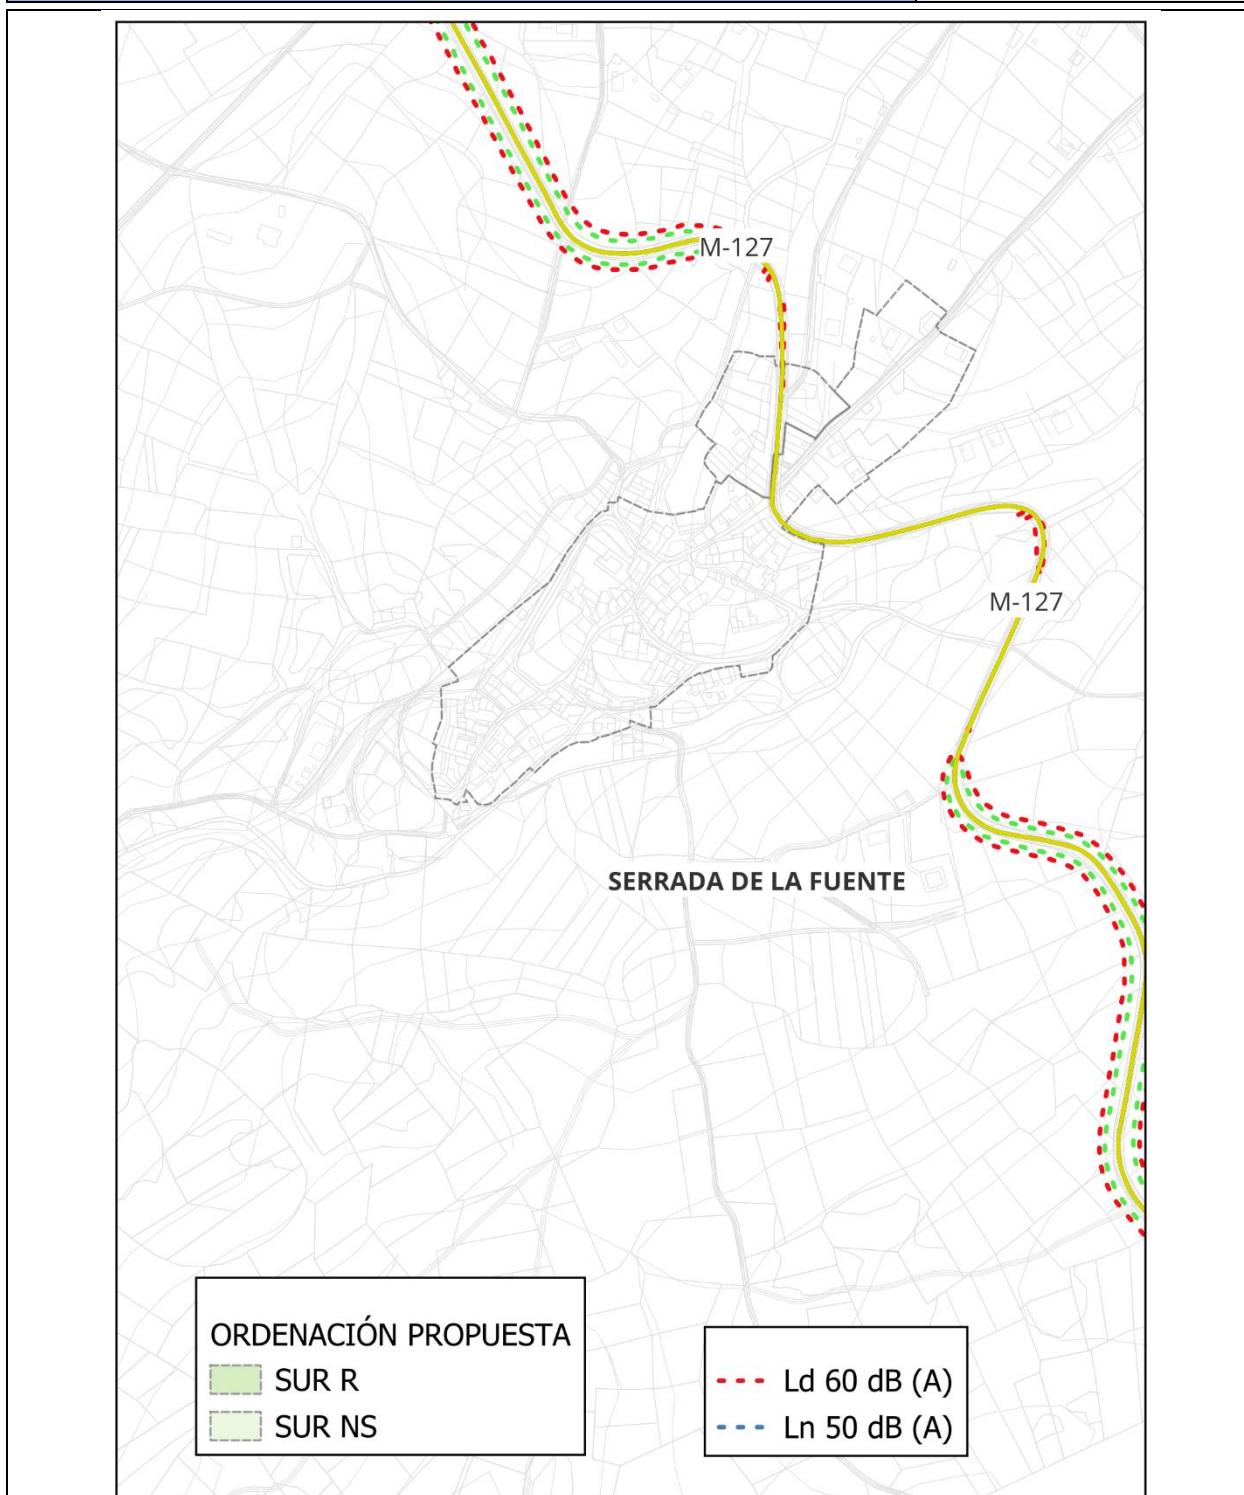 M-127
M-127
SERRADA DE LA FUENTE
ORDENACIÓN PROPUESTA
SUR R
SUR NS
Ld 60 dB (A)
Ln 50 dB (A)